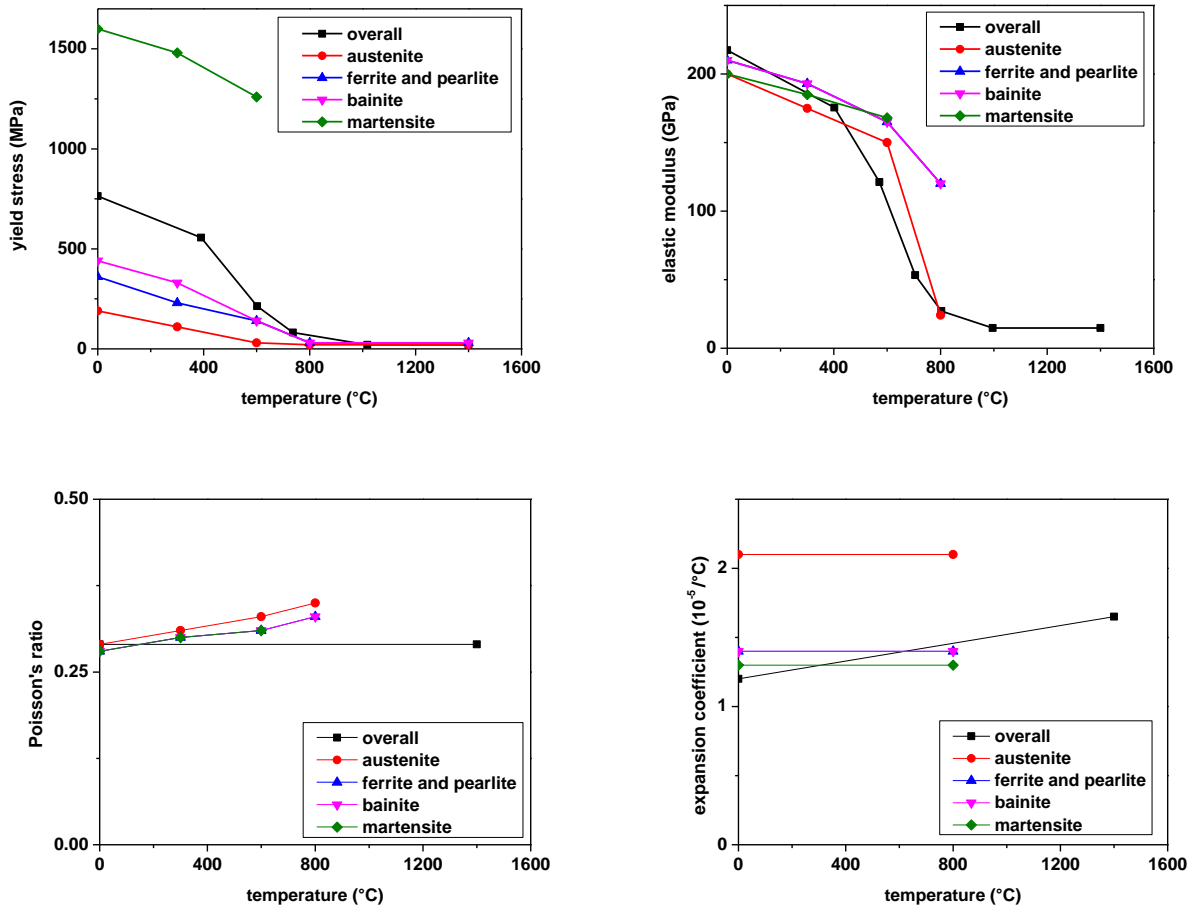 1500
1000
500
0
yield stress (MPa)
overall
austenite
ferrite and pearlite
bainite
martensite
0 400 800 1200 1600
temperature (°C)
200
100
0
elastic modulus (GPa)
overall
austenite
ferrite and pearlite
bainite
martensite
0 400 800 1200 1600
temperature (°C)
0.50
0.25
0.00
Poisson's ratio
overall
austenite
ferrite and pearlite
bainite
martensite
0 400 800 1200 1600
temperature (°C)
2
1
0
expansion coefficient (10⁻⁵/°C)
overall
austenite
ferrite and pearlite
bainite
martensite
0 400 800 1200 1600
temperature (°C)